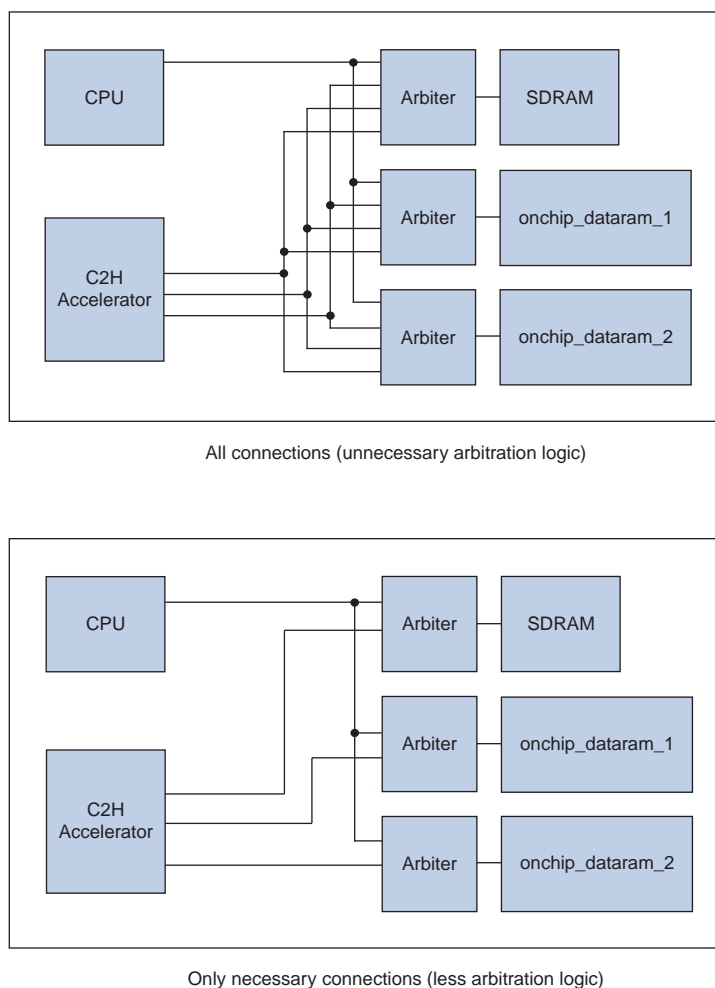 CPU
Arbiter
SDRAM
Arbiter
onchip_dataram_1
C2H
Accelerator
Arbiter
onchip_dataram_2
All connections (unnecessary arbitration logic)
CPU
Arbiter
SDRAM
Arbiter
onchip_dataram_1
C2H
Accelerator
Arbiter
onchip_dataram_2
Only necessary connections (less arbitration logic)